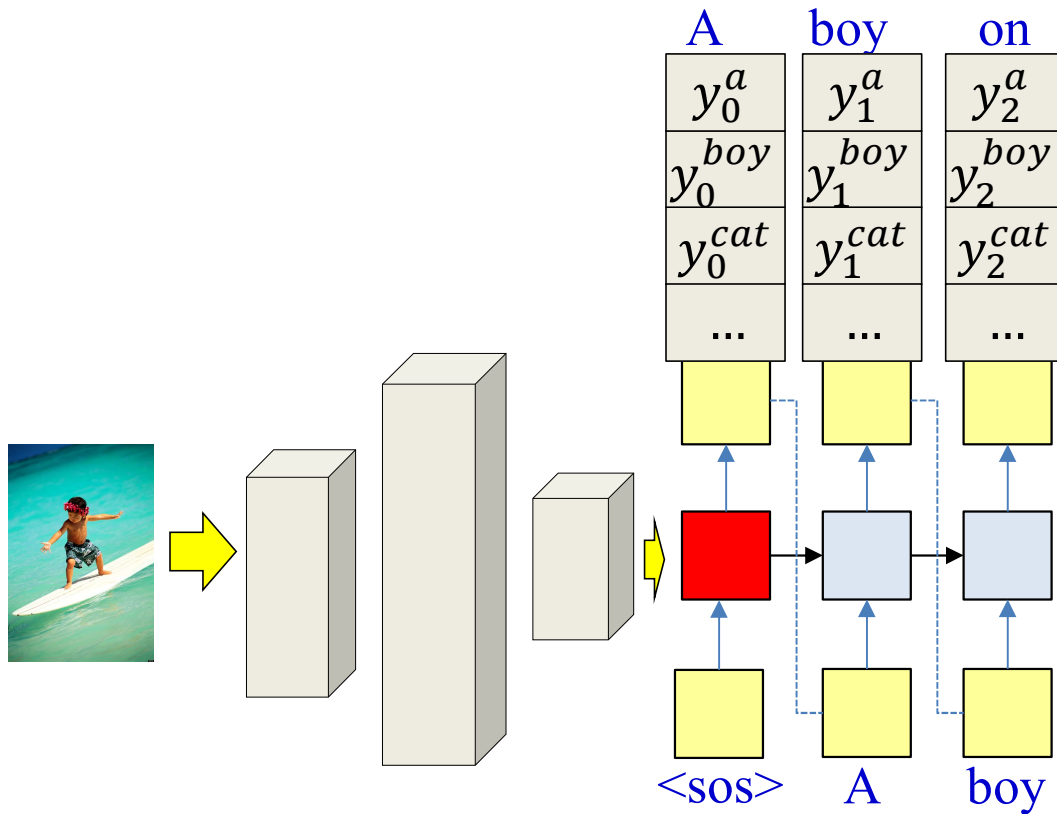 A boy on
y_0^a y_1^a y_2^a
y_0^{boy} y_1^{boy} y_2^{boy}
y_0^{cat} y_1^{cat} y_2^{cat}
... ... ...
<sos> A boy